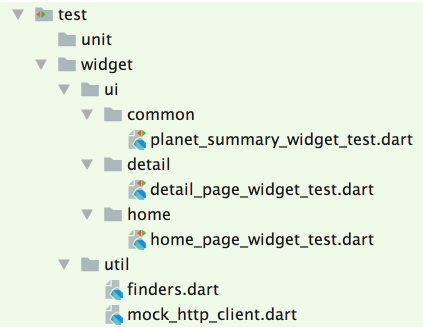 test
unit
widget
ui
common
planet_summary_widget_test.dart
detail
detail_page_widget_test.dart
home
home_page_widget_test.dart
util
finders.dart
mock_http_client.dart